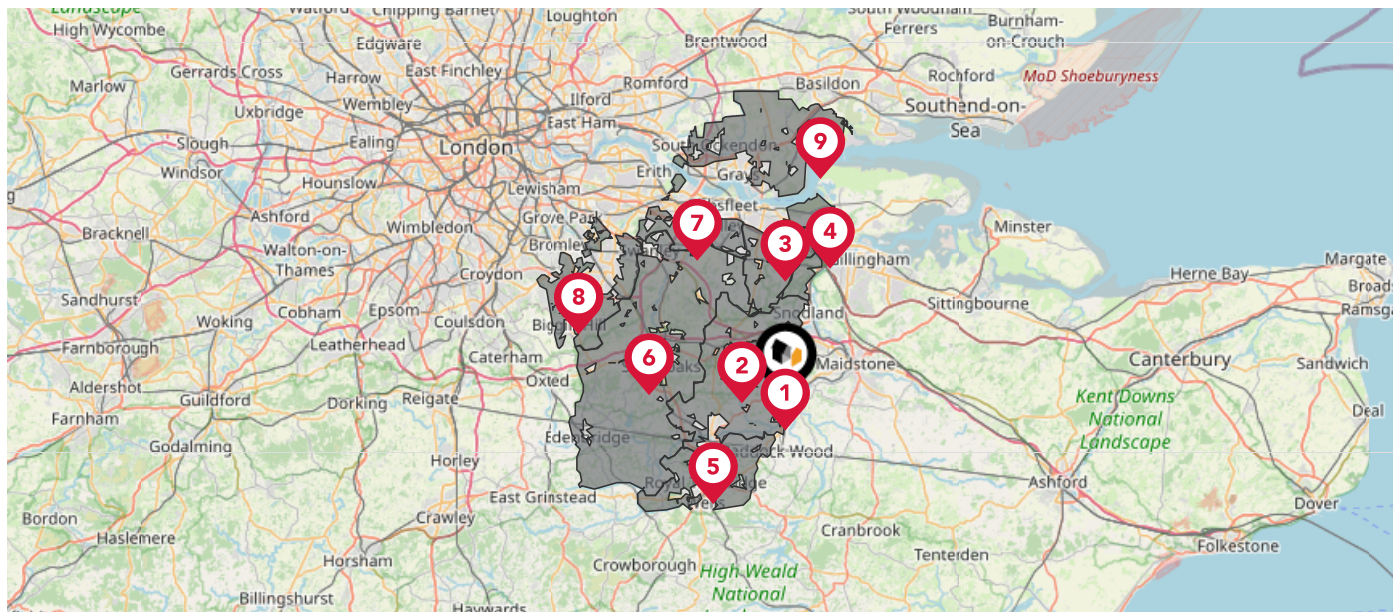 Landscape
Watford
Chipping Barnet
Loughton
South Woodham
Ferrers
Burnham-
on-Crouch
High Wycombe
Edgware
Brentwood
Gerrards Cross
East Finchley
Rochford
MoD Shoeburyness
Marlow
Harrow
Romford
Basildon
Uxbridge
Wembley
Ilford
Southend-on-
Sea
East Ham
Slough
Ealing
London
9
Windsor
Erith
Grays
Hounslow
Lewisham
Ashford
Grove Park
7
4
Bracknell
Wimbledon
Bromley
3
Minster
Walton-on-
Thames
Croydon
Herne Bay
Margate
Sandhurst
Cobham
Epsom
8
Sittingbourne
Woking
Coulsdon
Biggin Hill
Snodland
Farnborough
Leatherhead
Caterham
6
2
Maidstone
Canterbury
Sandwich
Aldershot
Oxted
1
Farnham
Guildford
Dorking
Reigate
Kent Downs
National
Landscape
Deal
Godalming
Edenbridge
Horley
5
Wood
East Grinstead
Ashford
Bordon
Crawley
Dover
Haslemere
Cranbrook
Horsham
Tenterden
Folkestone
Crowborough
High Weald
National
Billingshurst
Haywards